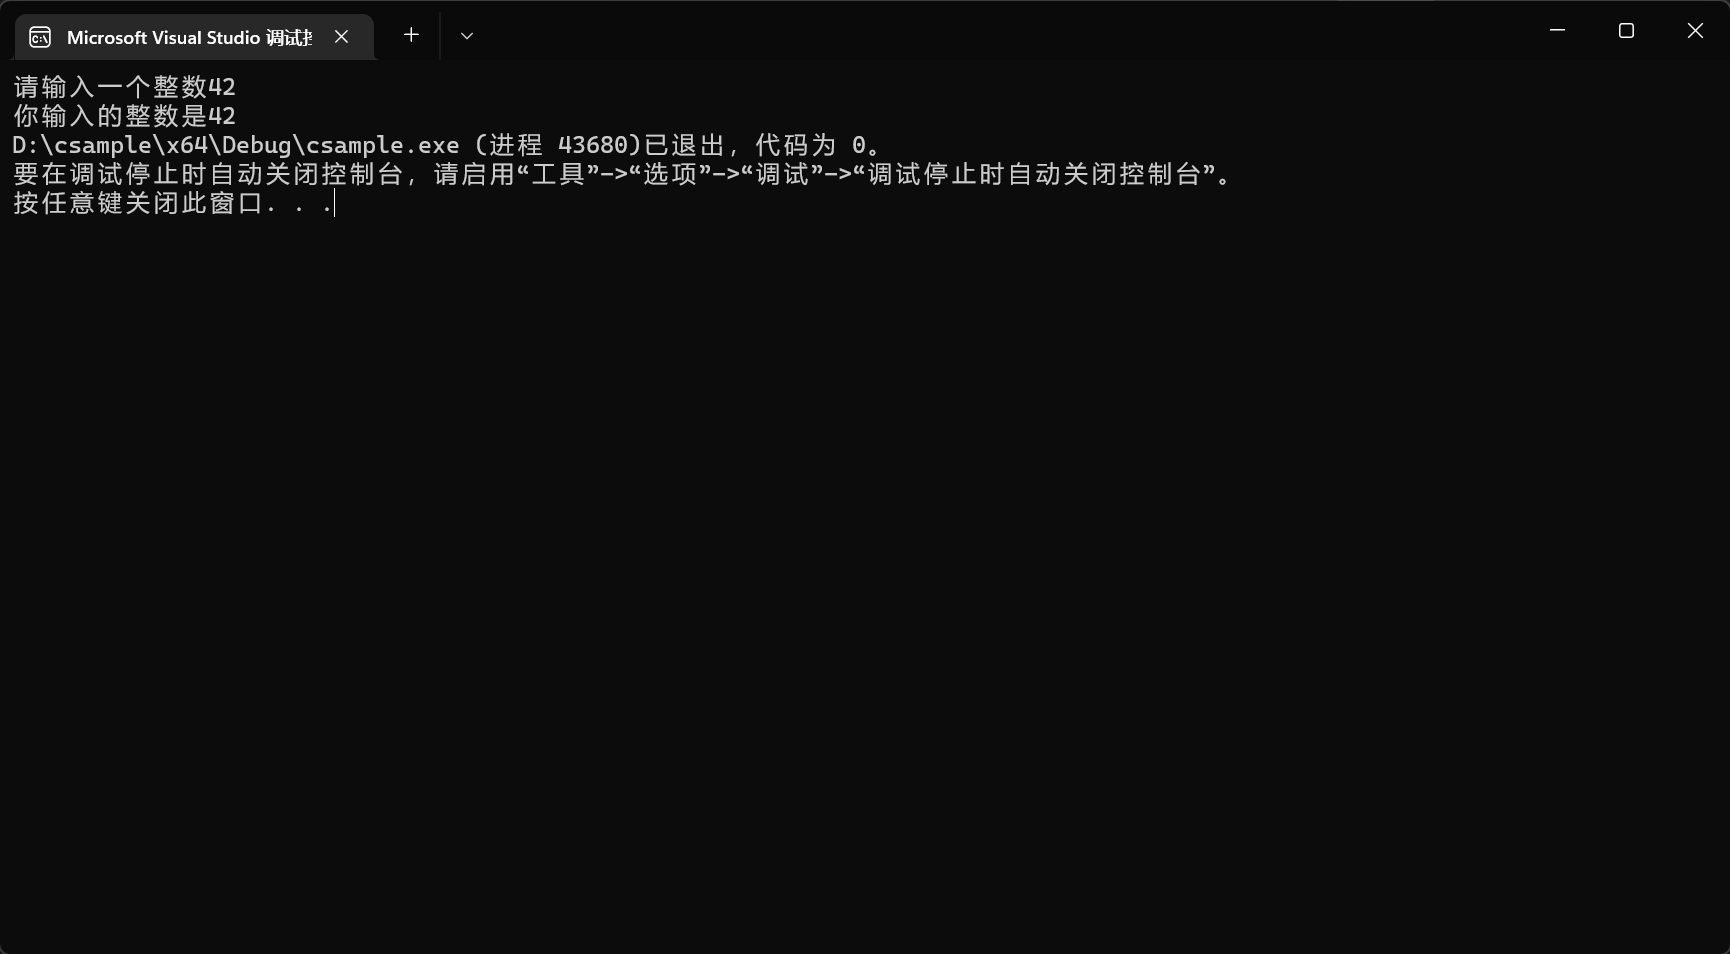 Microsoft Visual Studio 调试
请输入一个整数42
你输入的整数是42
D:\csample\x64\Debug\csample.exe (进程 43680)已退出，代码为 0。
要在调试停止时自动关闭控制台，请启用“工具”->“选项”->“调试”->“调试停止时自动关闭控制台”。
按任意键关闭此窗口. . .